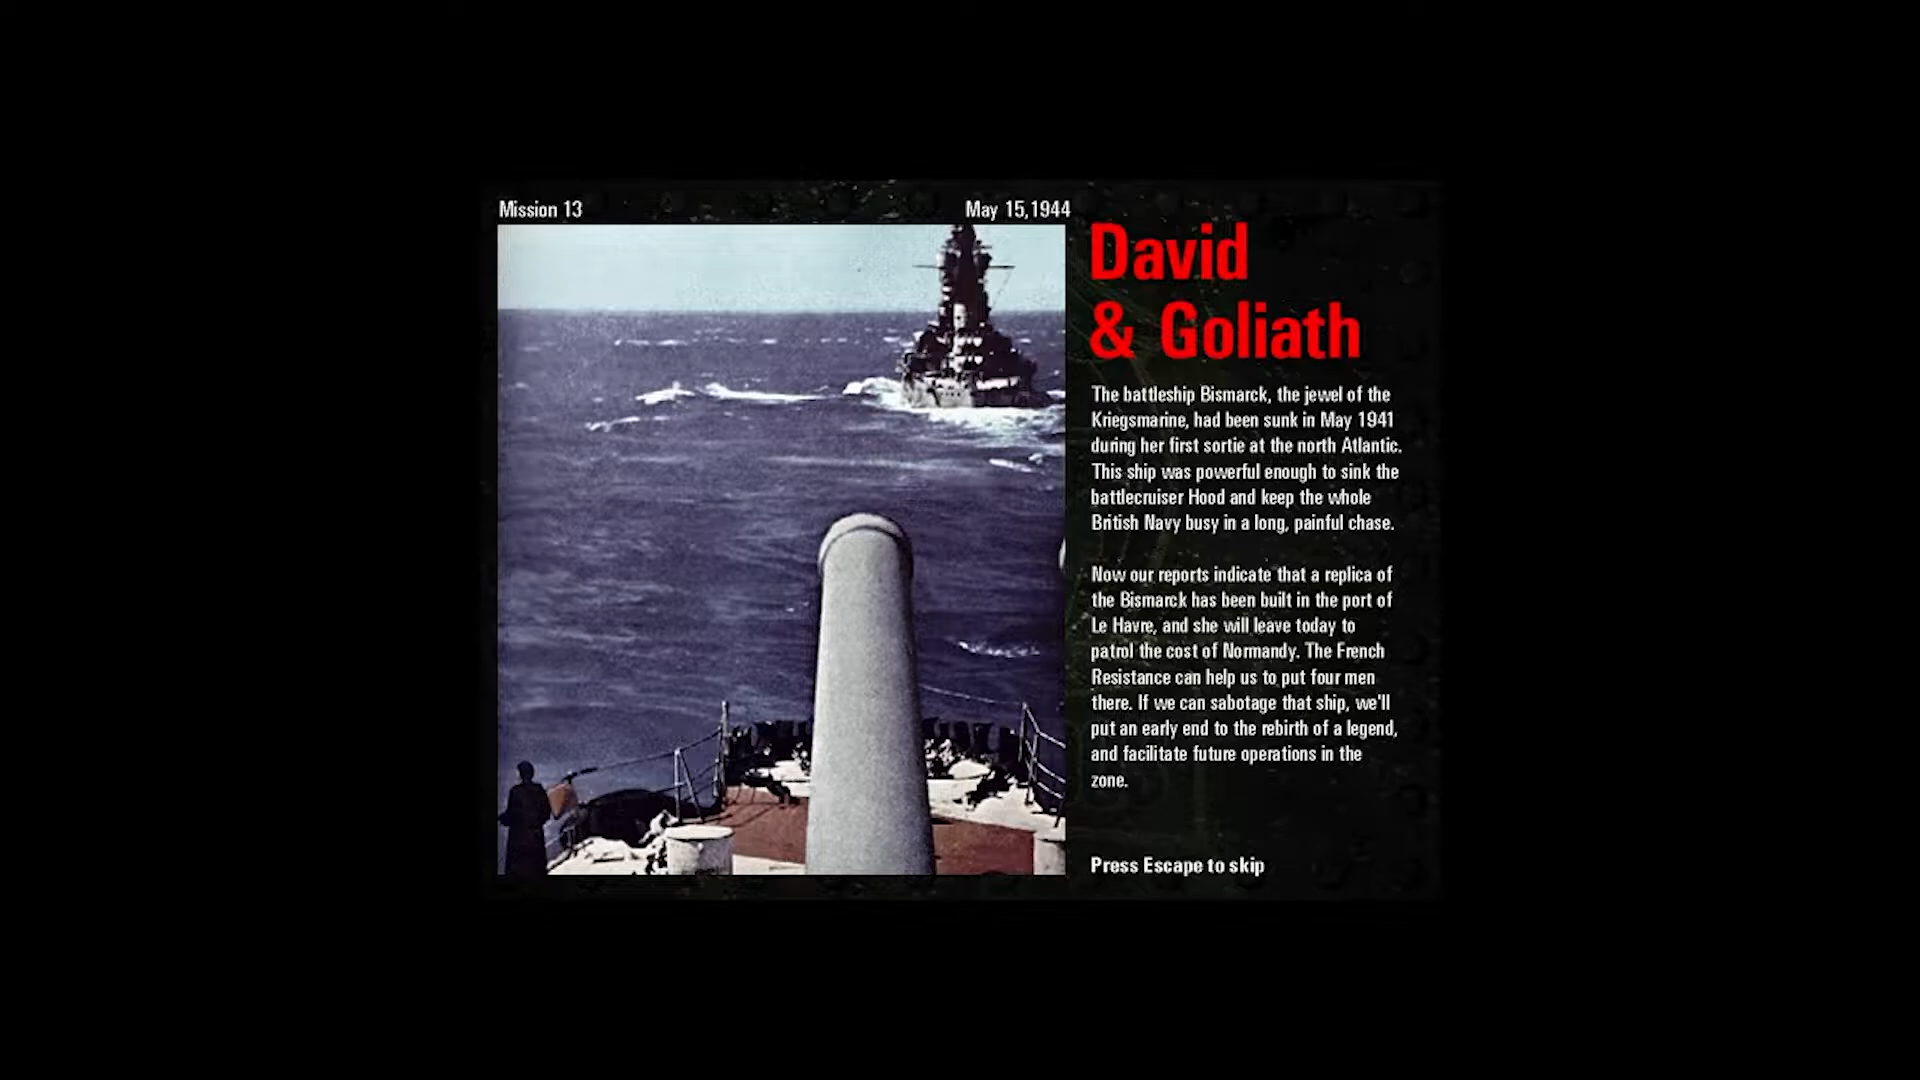 Mission 13
May 15,1944
David
& Goliath
The battleship Bismarck, the jewel of the
Kriegsmarine, had been sunk in May 1941
during her first sortie at the north Atlantic.
This ship was powerful enough to sink the
battlecruiser Hood and keep the whole
British Navy busy in a long, painful chase.
Now our reports indicate that a replica of
the Bismarck has been built in the port of
Le Havre, and she will leave today to
patrol the cost of Normandy. The French
Resistance can help us to put four men
there. If we can sabotage that ship, we'll
put an early end to the rebirth of a legend,
and facilitate future operations in the
zone.
Press Escape to skip